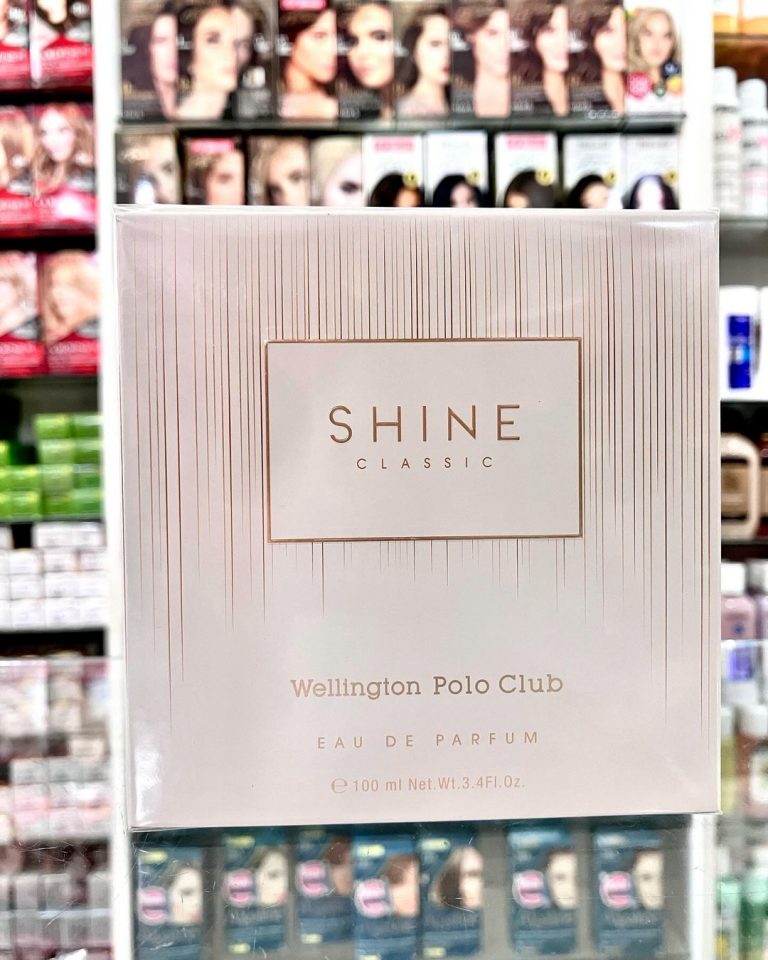 SHINE
CLASSIC
Wellington Polo Club
EAU DE PARFUM
℮ 100 ml Net.Wt.3.4Fl.Oz.